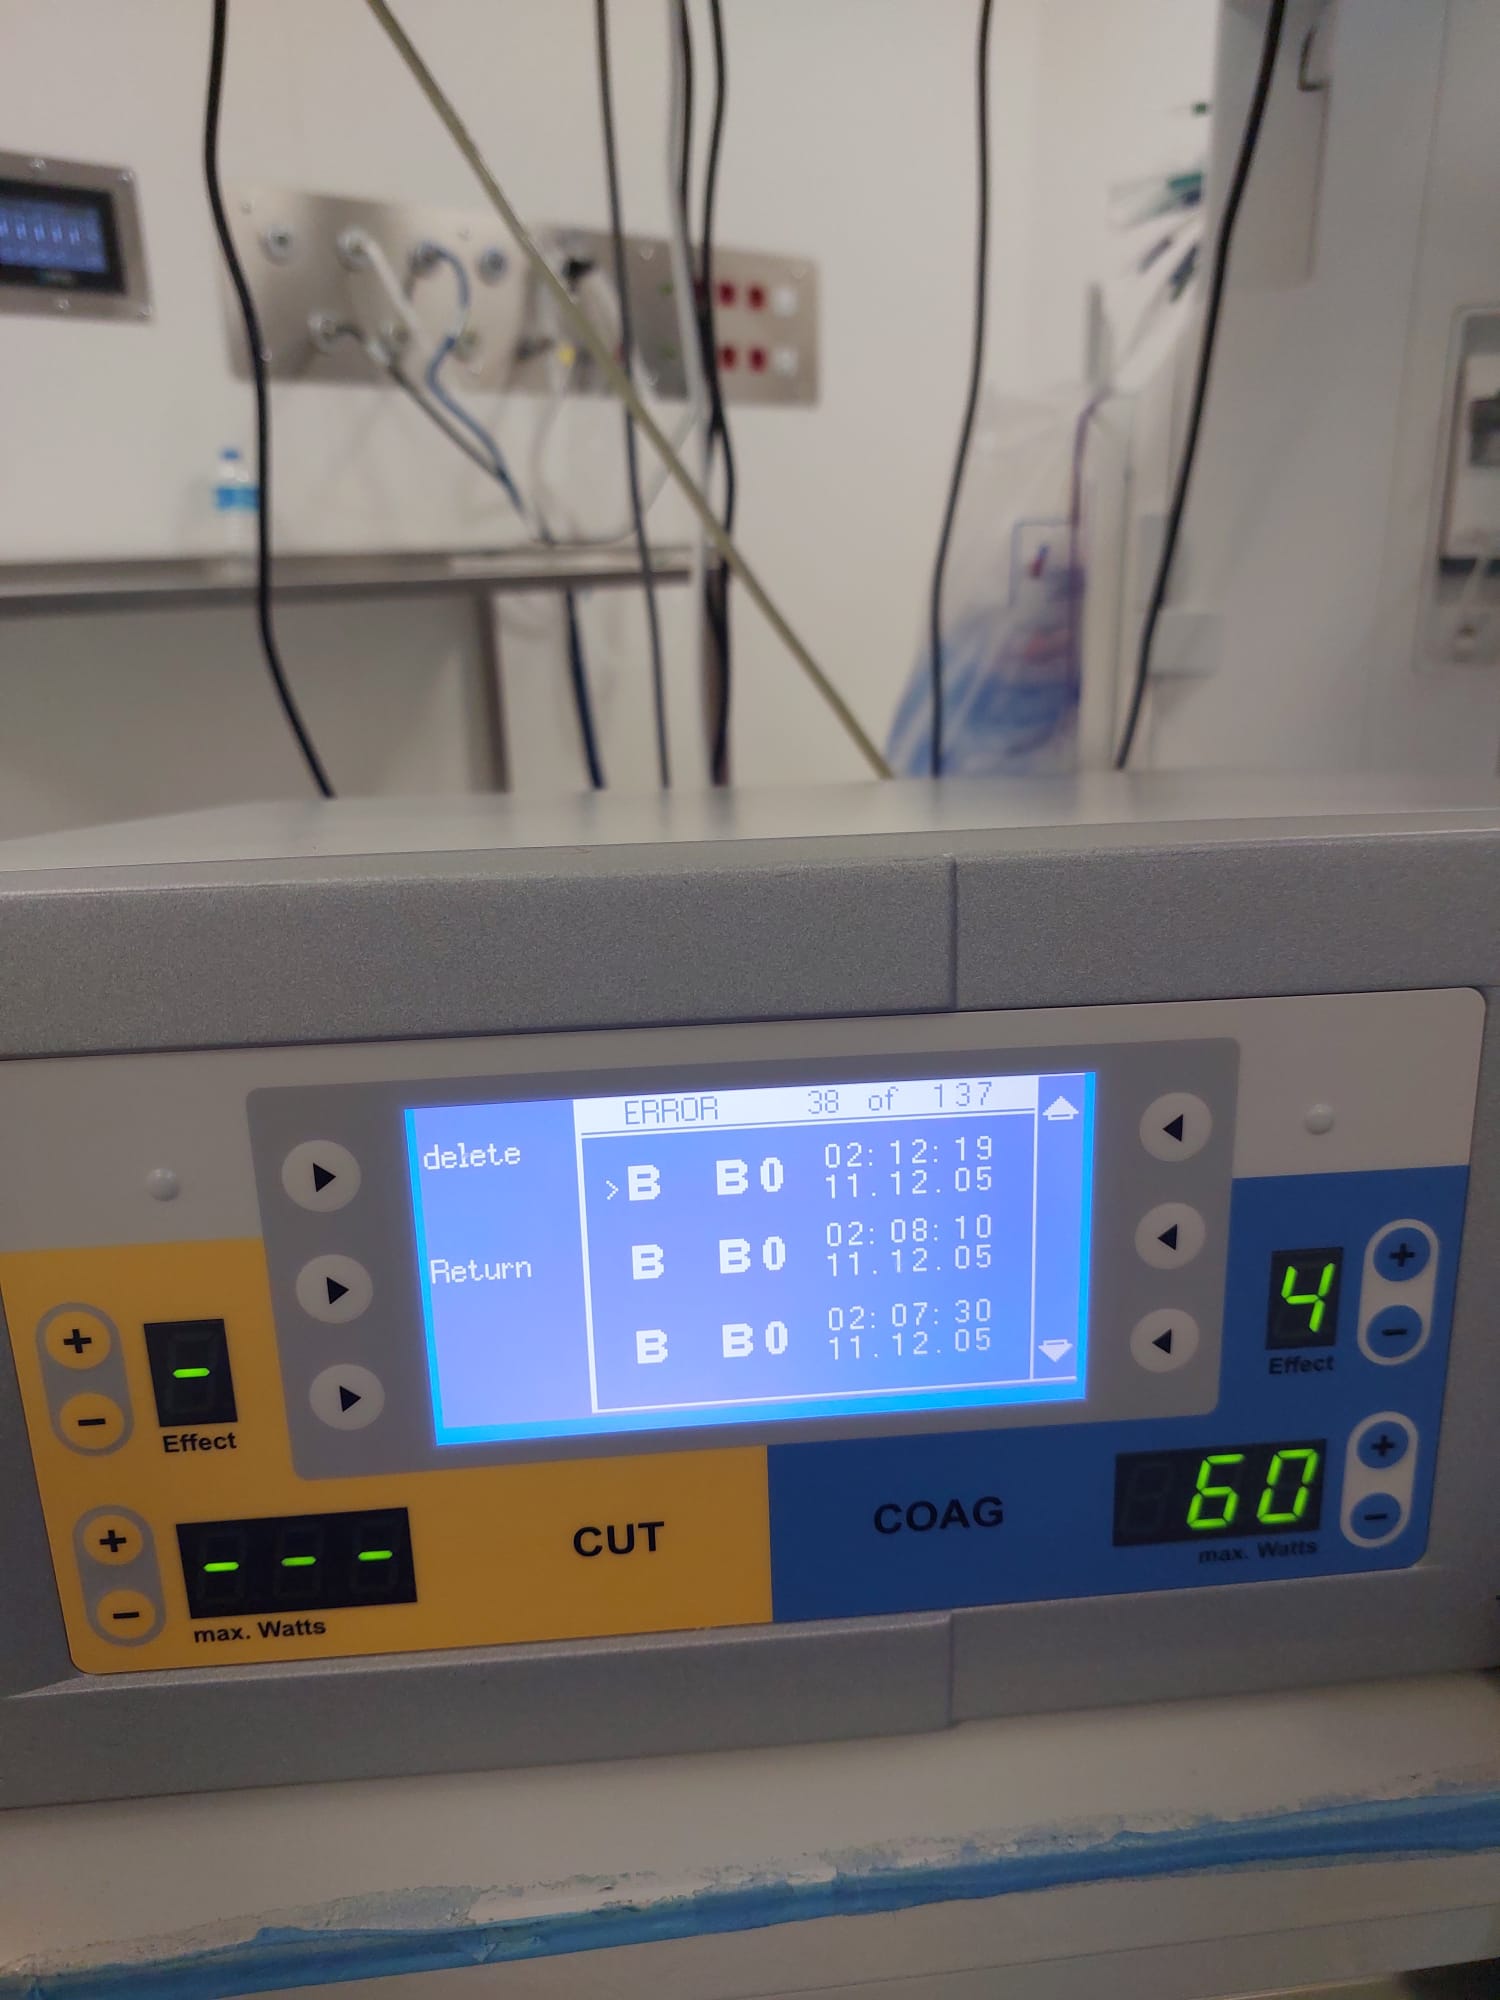 ERROR 38 of 137
delete
>B B0 02:12:19
11.12.05
B B0 02:08:10
11.12.05
Return
B B0 02:07:30
11.12.05
+
-
-
Effect
4
+
-
Effect
+
-
- - -
max. Watts
CUT
COAG
60
+
-
max. Watts